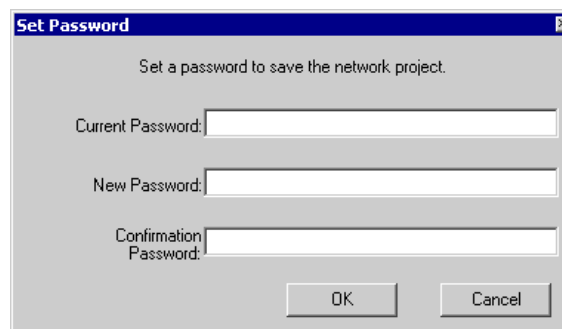 Set Password
Set a password to save the network project.
Current Password:
New Password:
Confirmation
Password:
OK Cancel